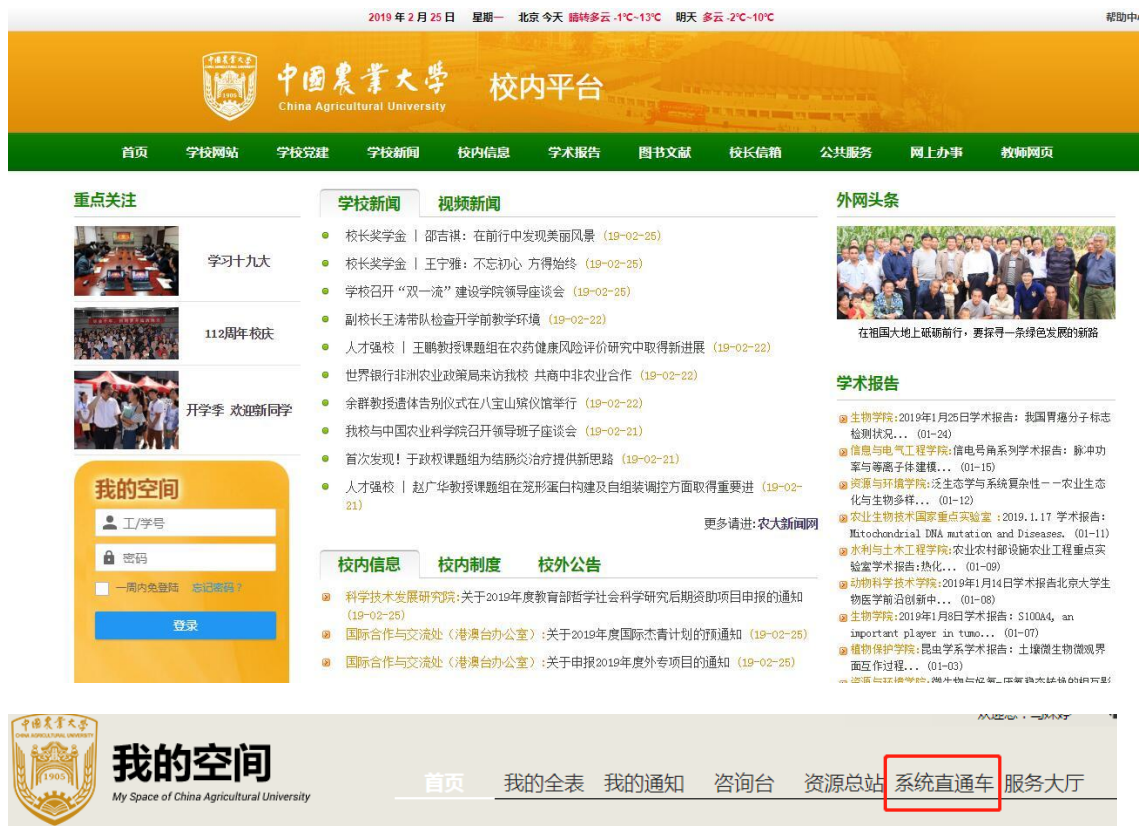 2019 年 2 月 25 日 星期一 北京 今天 晴转多云 -1℃~13℃ 明天 多云 -2℃~10℃
帮助中
中国农业大学
China Agricultural University
校内平台
首页 学校网站 学校党建 学校新闻 校内信息 学术报告 图书文献 校长信箱 公共服务 网上办事 教师网页
重点关注
学习十九大
112周年校庆
开学季 欢迎新同学
我的空间
工/学号
密码
一周内免登陆 忘记密码？
登录
学校新闻 视频新闻
校长奖学金 | 邵吉祺：在前行中发现美丽风景 (19-02-25)
校长奖学金 | 王宁雅：不忘初心 方得始终 (19-02-25)
学校召开“双一流”建设学院领导座谈会 (19-02-25)
副校长王涛带队检查开学前教学环境 (19-02-22)
人才强校 | 王鹏教授课题组在农药健康风险评价研究中取得新进展 (19-02-22)
世界银行非洲农业政策局来访我校 共商中非农业合作 (19-02-22)
余群教授遗体告别仪式在八宝山殡仪馆举行 (19-02-22)
我校与中国农业科学院召开领导班子座谈会 (19-02-21)
首次发现！于政权课题组为结肠炎治疗提供新思路 (19-02-21)
人才强校 | 赵广华教授课题组在笼形蛋白构建及自组装调控方面取得重要进 (19-02-
21)
更多请进:农大新闻网
校内信息 校内制度 校外公告
科学技术发展研究院:关于2019年度教育部哲学社会科学研究后期资助项目申报的通知
(19-02-25)
国际合作与交流处（港澳台办公室）:关于2019年度国际杰青计划的预通知 (19-02-25)
国际合作与交流处（港澳台办公室）:关于申报2019年度外专项目的通知 (19-02-25)
外网头条
在祖国大地上砥砺前行，要探寻一条绿色发展的新路
学术报告
生物学院:2019年1月25日学术报告：我国胃癌分子标志
检测状况... (01-24)
信息与电气工程学院:信电号角系列学术报告：脉冲功
率与等离子体建模... (01-15)
资源与环境学院:泛生态学与系统复杂性－－农业生态
化与生物多样... (01-12)
农业生物技术国家重点实验室 :2019.1.17 学术报告：
Mitochondrial DNA mutation and Diseases. (01-11)
水利与土木工程学院:农业农村部设施农业工程重点实
验室学术报告:热化... (01-09)
动物科学技术学院:2019年1月14日学术报告北京大学生
物医学前沿创新中... (01-08)
生物学院:2019年1月8日学术报告：S100A4, an
important player in tumo... (01-07)
植物保护学院:昆虫学系学术报告：土壤微生物微观界
面互作过程... (01-03)
中国农业大学
CHINA AGRICULTURAL UNIVERSITY
1905
我的空间
My Space of China Agricultural University
首页 我的全表 我的通知 咨询台 资源总站 系统直通车 服务大厅